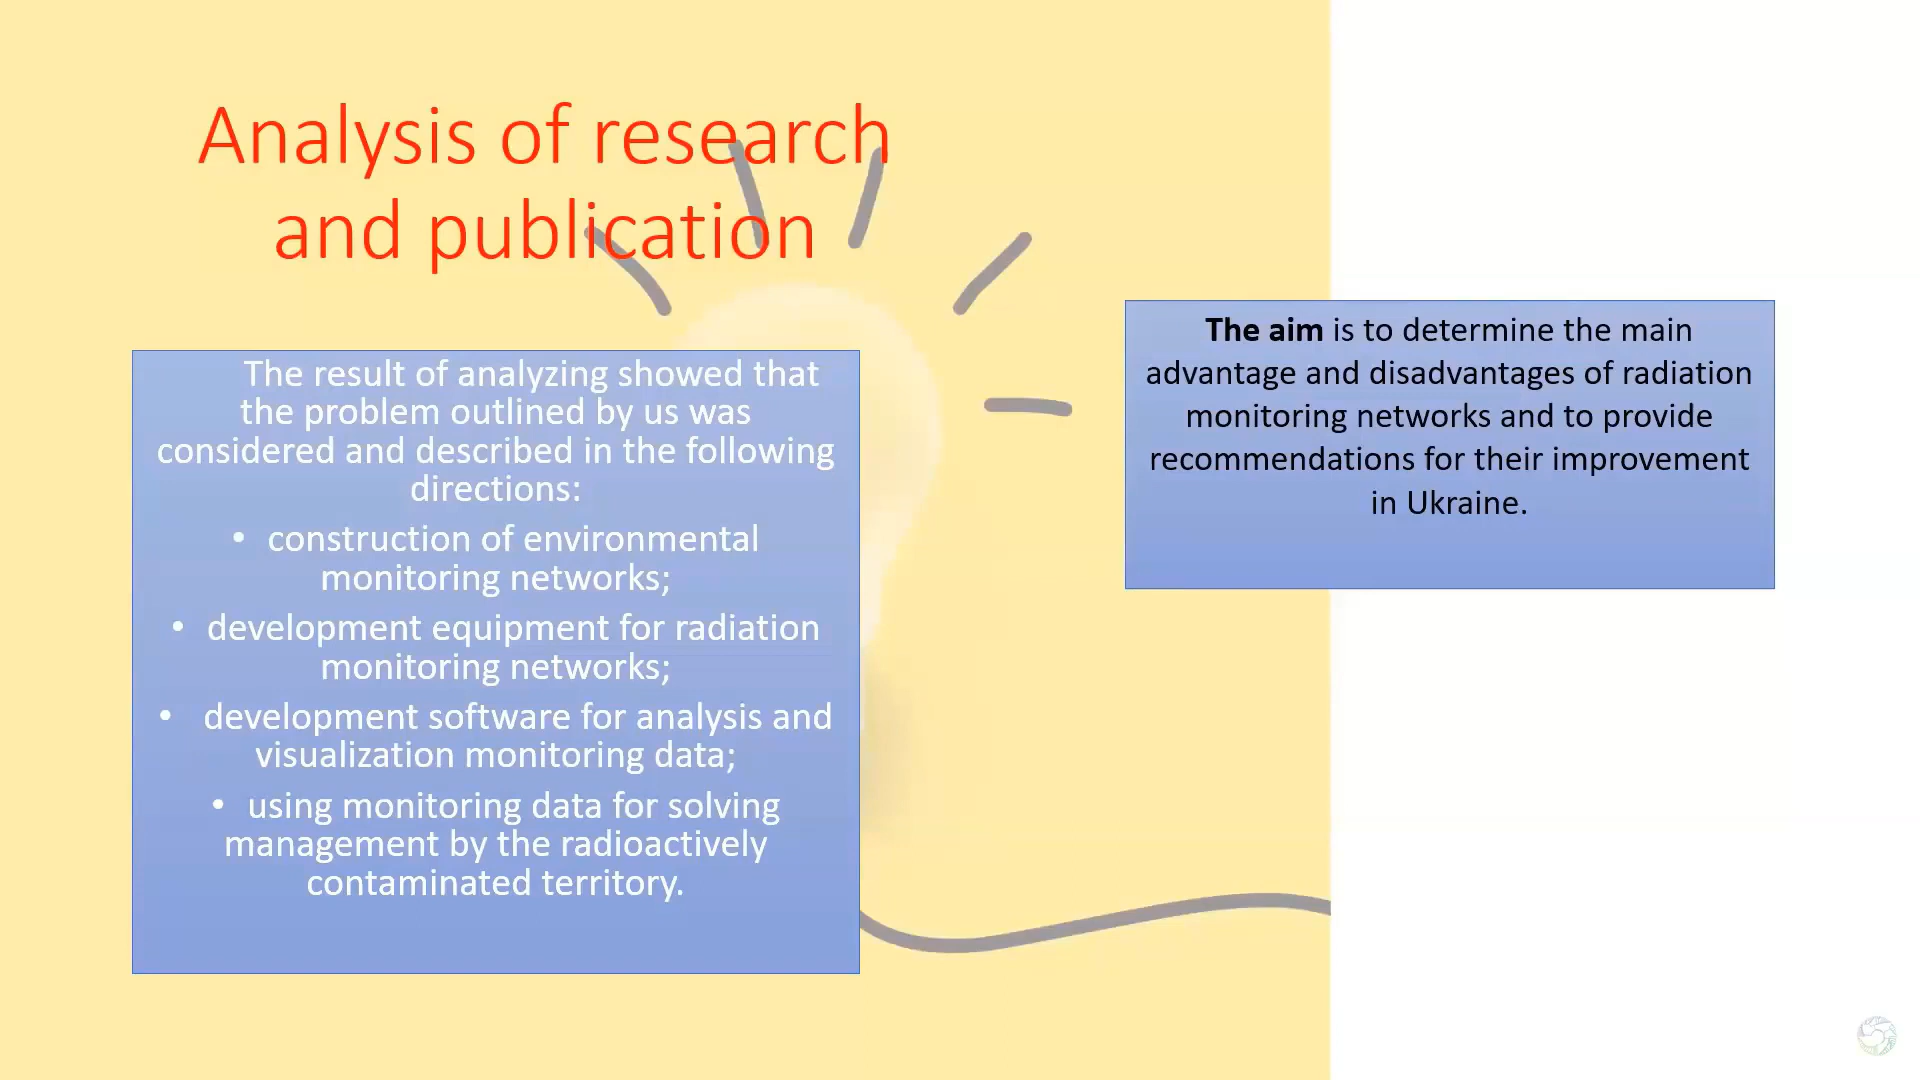 Analysis of research
and publication
The result of analyzing showed that
the problem outlined by us was
considered and described in the following
directions:
• construction of environmental
monitoring networks;
• development equipment for radiation
monitoring networks;
• development software for analysis and
visualization monitoring data;
• using monitoring data for solving
management by the radioactively
contaminated territory.
The aim is to determine the main
advantage and disadvantages of radiation
monitoring networks and to provide
recommendations for their improvement
in Ukraine.